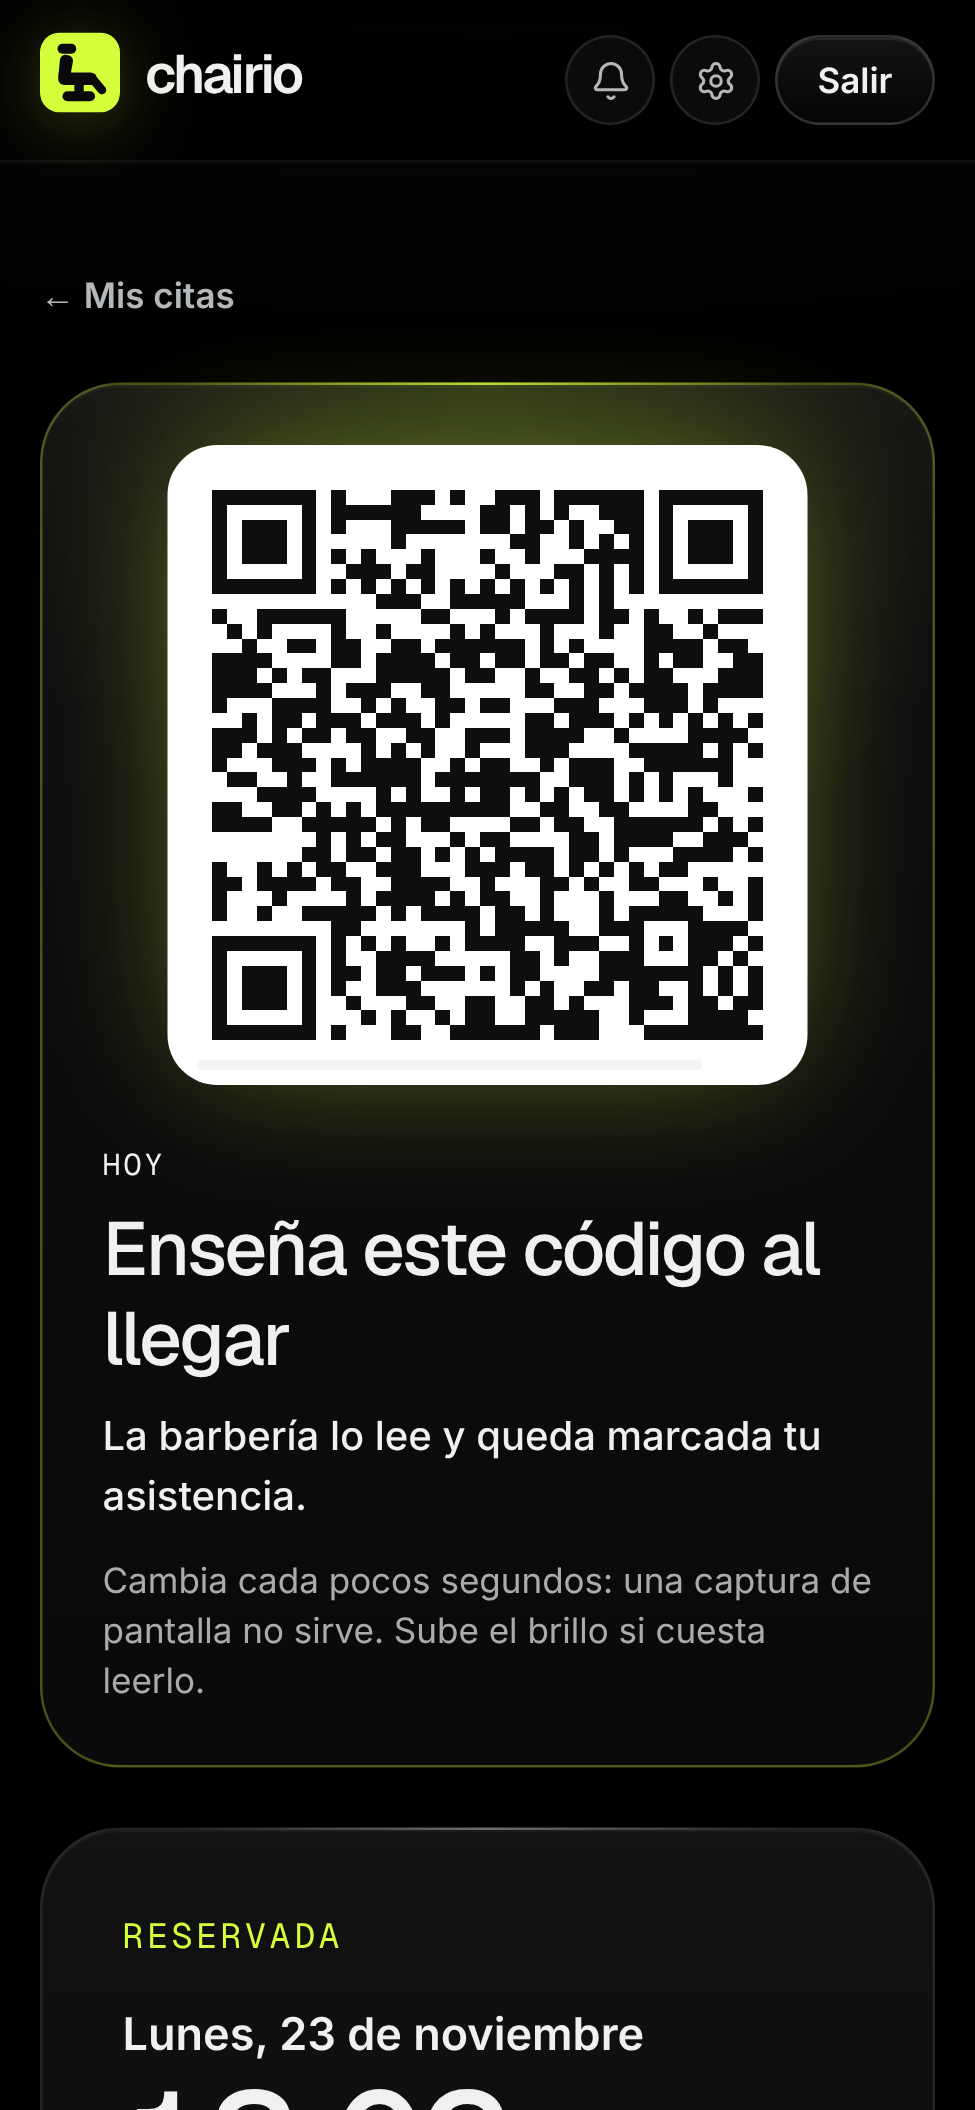 chairio
Salir
← Mis citas
HOY
Enseña este código al
llegar
La barbería lo lee y queda marcada tu
asistencia.
Cambia cada pocos segundos: una captura de
pantalla no sirve. Sube el brillo si cuesta
leerlo.
RESERVADA
Lunes, 23 de noviembre